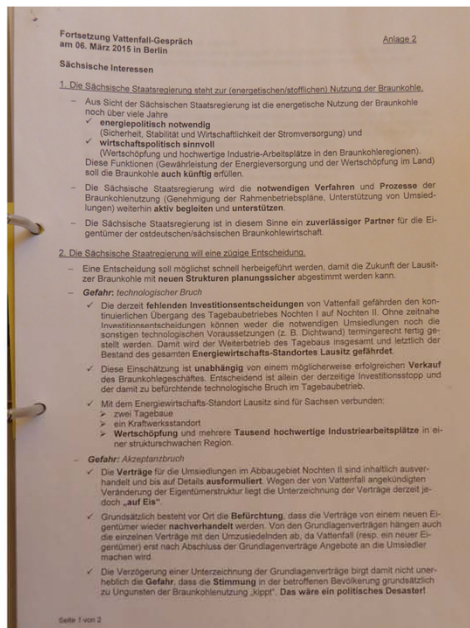 Fortsetzung Vattenfall-Gespräch
am 06. März 2015 in Berlin
Anlage 2
Sächsische Interessen
1. Die Sächsische Staatsregierung steht zur (energetischen/stofflichen) Nutzung der Braunkohle.
– Aus Sicht der Sächsischen Staatsregierung ist die energetische Nutzung der Braunkohle
noch über viele Jahre
✓ energiepolitisch notwendig
(Sicherheit, Stabilität und Wirtschaftlichkeit der Stromversorgung) und
✓ wirtschaftspolitisch sinnvoll
(Wertschöpfung und hochwertige Industrie-Arbeitsplätze in den Braunkohleregionen).
Diese Funktionen (Gewährleistung der Energieversorgung und der Wertschöpfung im Land)
soll die Braunkohle auch künftig erfüllen.
– Die Sächsische Staatsregierung wird die notwendigen Verfahren und Prozesse der
Braunkohlenutzung (Genehmigung der Rahmenbetriebspläne, Unterstützung von Umsied-
lungen) weiterhin aktiv begleiten und unterstützen.
– Die Sächsische Staatsregierung ist in diesem Sinne ein zuverlässiger Partner für die Ei-
gentümer der ostdeutschen/sächsischen Braunkohlewirtschaft.
2. Die Sächsische Staatsregierung will eine zügige Entscheidung.
– Eine Entscheidung soll möglichst schnell herbeigeführt werden, damit die Zukunft der Lausit-
zer Braunkohle mit neuen Strukturen planungssicher abgestimmt werden kann.
– Gefahr: technologischer Bruch
✓ Die derzeit fehlenden Investitionsentscheidungen von Vattenfall gefährden den kon-
tinuierlichen Übergang des Tagebaubetriebes Nochten I auf Nochten II. Ohne zeitnahe
Investitionsentscheidungen können weder die notwendigen Umsiedlungen noch die
sonstigen technologischen Voraussetzungen (z. B. Dichtwand) termingerecht fertig ge-
stellt werden. Damit wird der Weiterbetrieb des Tagebaus insgesamt und letztlich der
Bestand des gesamten Energiewirtschafts-Standortes Lausitz gefährdet.
✓ Diese Einschätzung ist unabhängig von einem möglicherweise erfolgreichen Verkauf
des Braunkohlegeschäftes. Entscheidend ist allein der derzeitige Investitionsstopp und
der damit zu befürchtende technologische Bruch im Tagebaubetrieb.
✓ Mit dem Energiewirtschafts-Standort Lausitz sind für Sachsen verbunden:
➢ zwei Tagebaue
➢ ein Kraftwerksstandort
➢ Wertschöpfung und mehrere Tausend hochwertige Industriearbeitsplätze in ei-
ner strukturschwachen Region.
– Gefahr: Akzeptanzbruch
✓ Die Verträge für die Umsiedlungen im Abbaugebiet Nochten II sind inhaltlich ausver-
handelt und bis auf Details ausformuliert. Wegen der von Vattenfall angekündigten
Veränderung der Eigentümerstruktur liegt die Unterzeichnung der Verträge derzeit je-
doch „auf Eis".
✓ Grundsätzlich besteht vor Ort die Befürchtung, dass die Verträge von einem neuen Ei-
gentümer wieder nachverhandelt werden. Von den Grundlagenverträgen hängen auch
die einzelnen Verträge mit den Umzusiedelnden ab, da Vattenfall (resp. ein neuer Ei-
gentümer) erst nach Abschluss der Grundlagenverträge Angebote an die Umsiedler
machen wird.
✓ Die Verzögerung einer Unterzeichnung der Grundlagenverträge birgt damit nicht uner-
heblich die Gefahr, dass die Stimmung in der betroffenen Bevölkerung grundsätzlich
zu Ungunsten der Braunkohlenutzung „kippt". Das wäre ein politisches Desaster!
Seite 1 von 2